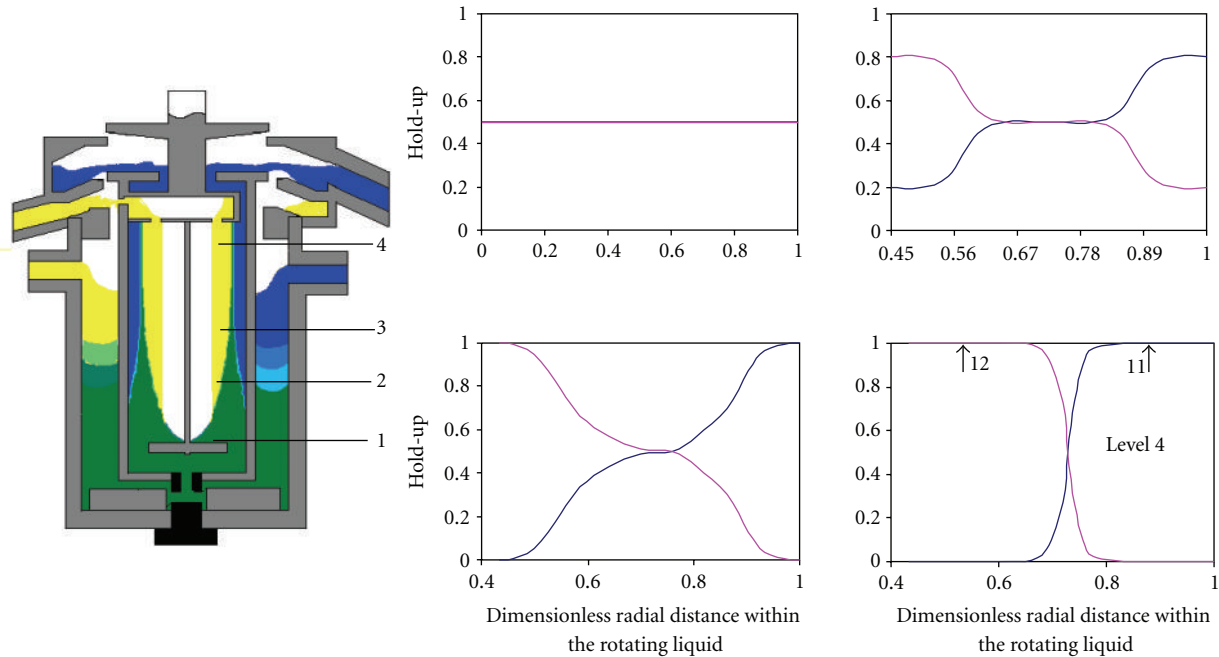 4
3
2
1
1
0.8
0.6
0.4
0.2
0
0 0.2 0.4 0.6 0.8 1
Hold-up
1
0.8
0.6
0.4
0.2
0
0.45 0.56 0.67 0.78 0.89 1
1
0.8
0.6
0.4
0.2
0
0.4 0.6 0.8 1
Hold-up
Dimensionless radial distance within
the rotating liquid
1
0.8
0.6
0.4
0.2
0
12 11
Level 4
0.4 0.6 0.8 1
Dimensionless radial distance within
the rotating liquid